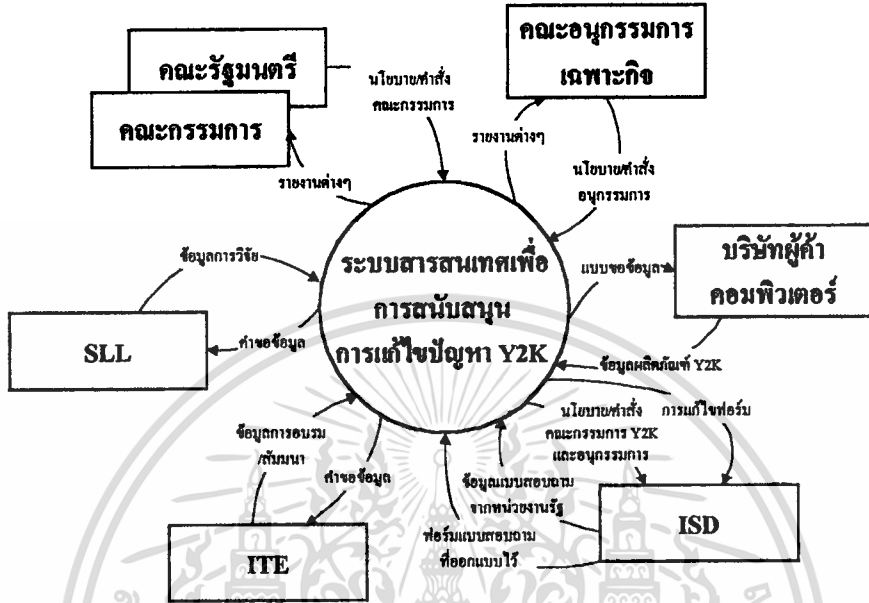 คณะอนุกรรมการ
เฉพาะกิจ
คณะรัฐมนตรี
คณะกรรมการ
นโยบาย/คำสั่ง
คณะกรรมการ
รายงานต่างๆ
รายงานต่างๆ
นโยบาย/คำสั่ง
อนุกรรมการ
ระบบสารสนเทศเพื่อ
การสนับสนุน
การแก้ไขปัญหา Y2K
ข้อมูลการวิจัย
แบบขอข้อมูล
บริษัทผู้ค้า
คอมพิวเตอร์
SLL
คำขอข้อมูล
ข้อมูลผลิตภัณฑ์ Y2K
ข้อมูลการอบรม
/สัมมนา
คำขอข้อมูล
นโยบาย/คำสั่ง
คณะกรรมการ Y2K
และอนุกรรมการ
การแก้ไขฟอร์ม
ข้อมูลแบบสอบถาม
จากหน่วยงานรัฐ
ฟอร์มแบบสอบถาม
ที่ออกแบบไว้
ISD
ITE